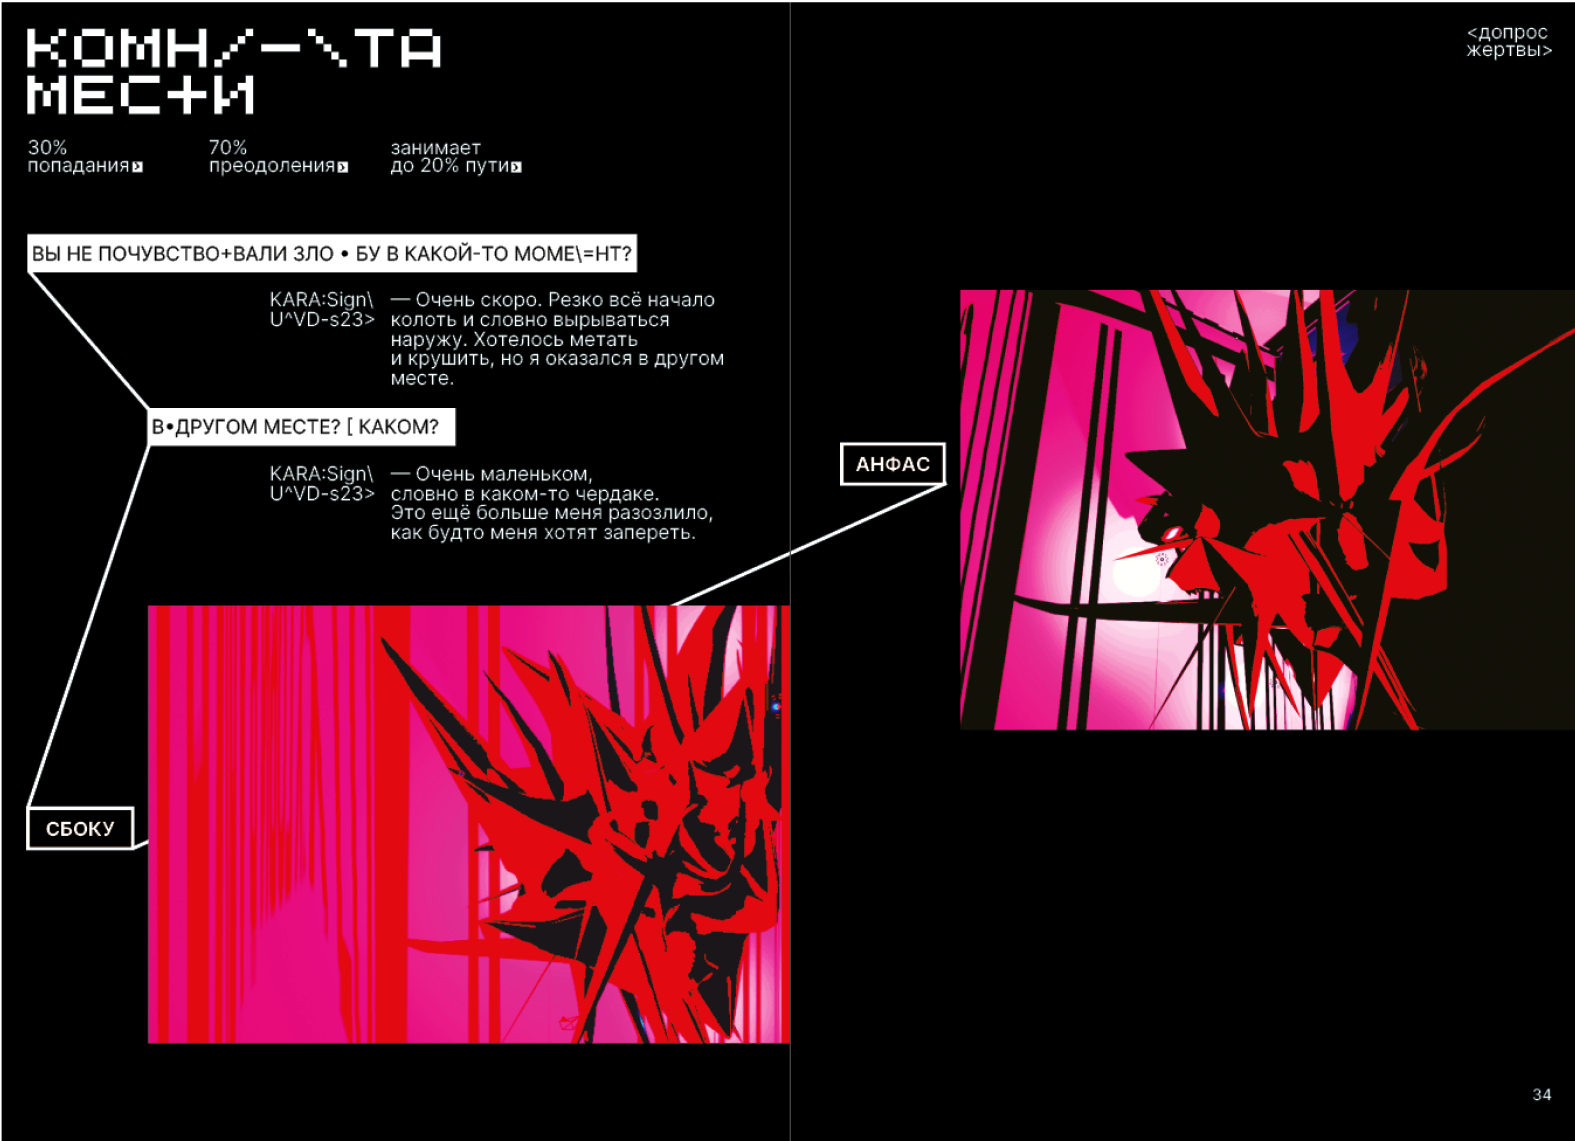 КОМН/—\ТА
МЕС+И
<допрос
жертвы>
30%
попадания
70%
преодоления
занимает
до 20% пути
ВЫ НЕ ПОЧУВСТВО+ВАЛИ ЗЛО • БУ В КАКОЙ-ТО МОМЕ\=НТ?
KARA:Sign\
U^VD-s23>
— Очень скоро. Резко всё начало
колоть и словно вырываться
наружу. Хотелось метать
и крушить, но я оказался в другом
месте.
В•ДРУГОМ МЕСТЕ? [ КАКОМ?
KARA:Sign\
U^VD-s23>
— Очень маленьком,
словно в каком-то чердаке.
Это ещё больше меня разозлило,
как будто меня хотят запереть.
АНФАС
СБОКУ
34